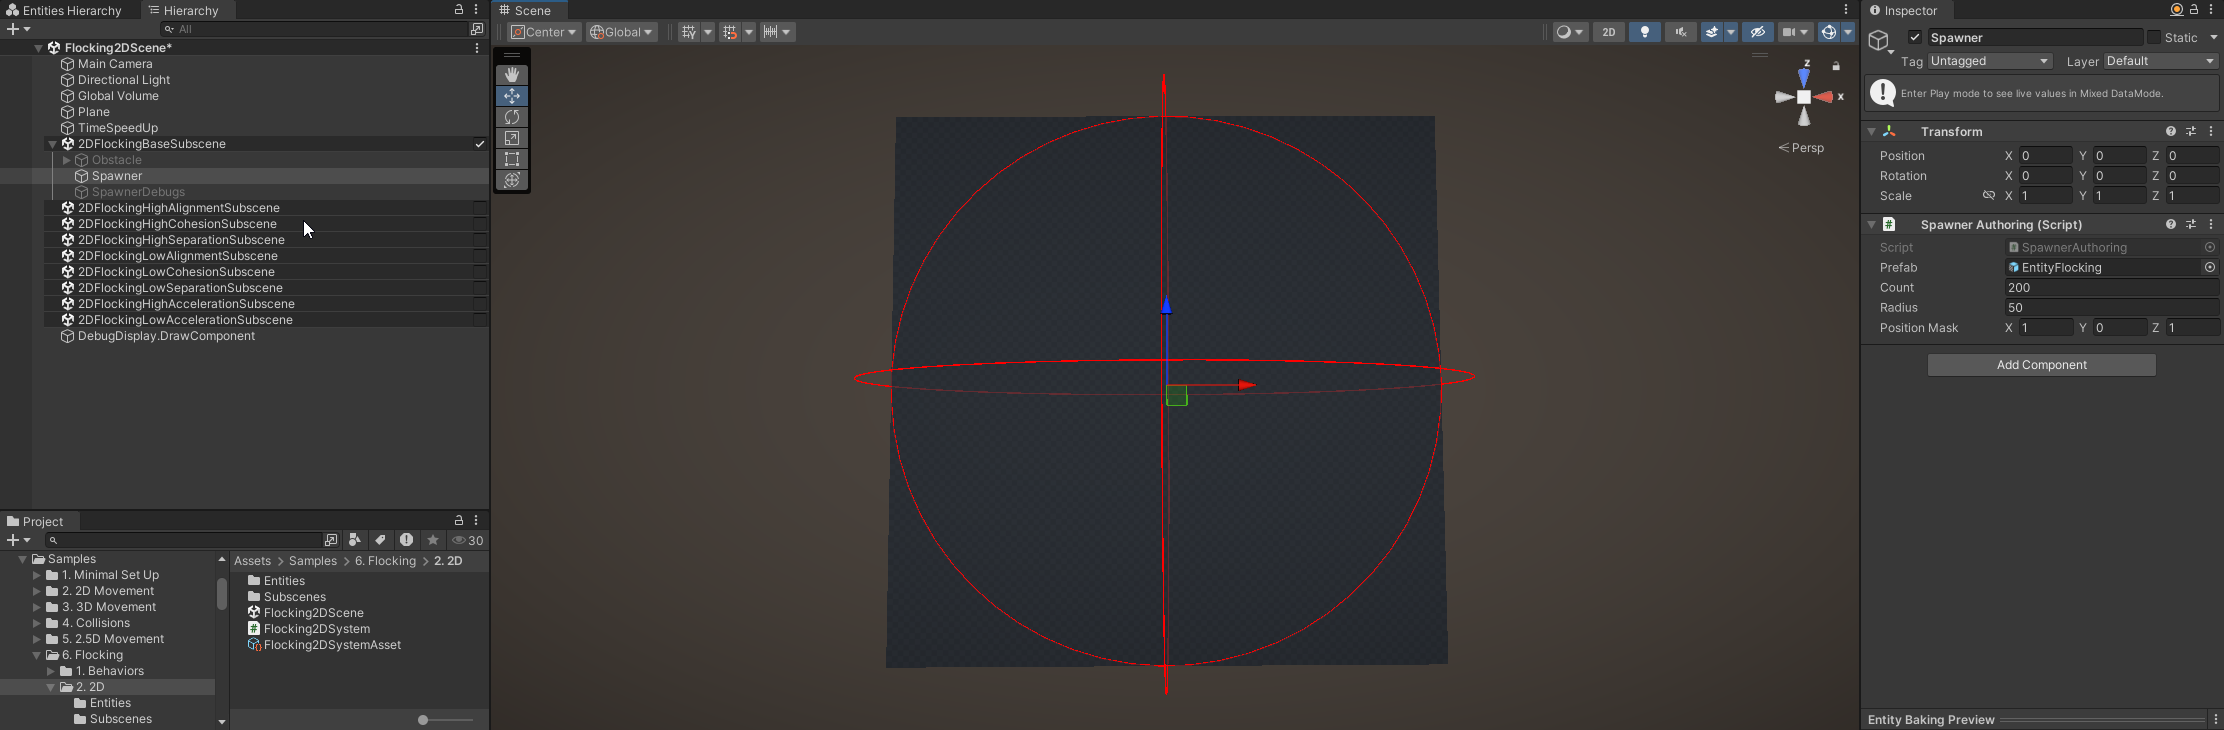 Entities Hierarchy
Hierarchy
All
Flocking2DScene*
Main Camera
Directional Light
Global Volume
Plane
TimeSpeedUp
2DFlockingBaseSubscene
Obstacle
Spawner
SpawnerDebugs
2DFlockingHighAlignmentSubscene
2DFlockingHighCohesionSubscene
2DFlockingHighSeparationSubscene
2DFlockingLowAlignmentSubscene
2DFlockingLowCohesionSubscene
2DFlockingLowSeparationSubscene
2DFlockingHighAccelerationSubscene
2DFlockingLowAccelerationSubscene
DebugDisplay.DrawComponent
Project
30
Samples
1. Minimal Set Up
2. 2D Movement
3. 3D Movement
4. Collisions
5. 2.5D Movement
6. Flocking
1. Behaviors
2. 2D
Entities
Subscenes
Assets > Samples > 6. Flocking > 2. 2D
Entities
Subscenes
Flocking2DScene
Flocking2DSystem
Flocking2DSystemAsset
Scene
Center
Global
2D
z
x
Persp
Inspector
Spawner
Static
Tag Untagged Layer Default
Enter Play mode to see live values in Mixed DataMode.
Transform
Position X 0 Y 0 Z 0
Rotation X 0 Y 0 Z 0
Scale X 1 Y 1 Z 1
Spawner Authoring (Script)
Script SpawnerAuthoring
Prefab EntityFlocking
Count 200
Radius 50
Position Mask X 1 Y 0 Z 1
Add Component
Entity Baking Preview